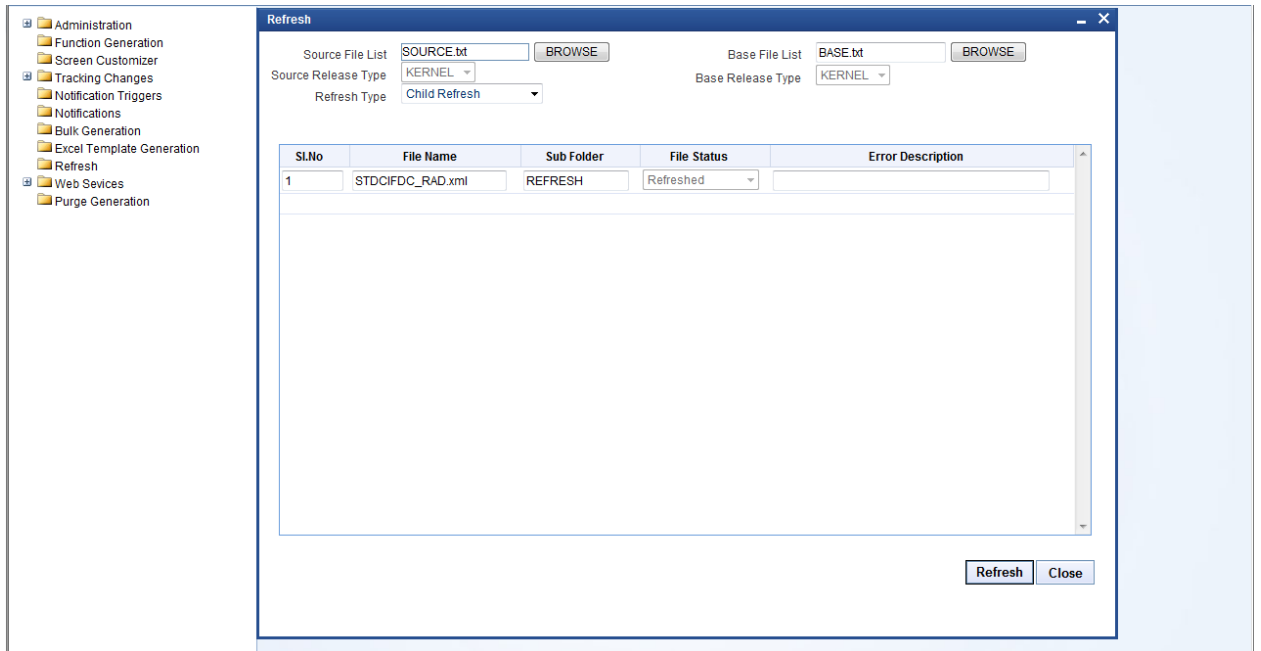 Administration
Function Generation
Screen Customizer
Tracking Changes
Notification Triggers
Notifications
Bulk Generation
Excel Template Generation
Refresh
Web Sevices
Purge Generation
Refresh
Source File List SOURCE.txt BROWSE Base File List BASE.txt BROWSE
Source Release Type KERNEL Base Release Type KERNEL
Refresh Type Child Refresh
Sl.No File Name Sub Folder File Status Error Description
1 STDCIFDC_RAD.xml REFRESH Refreshed
Refresh Close